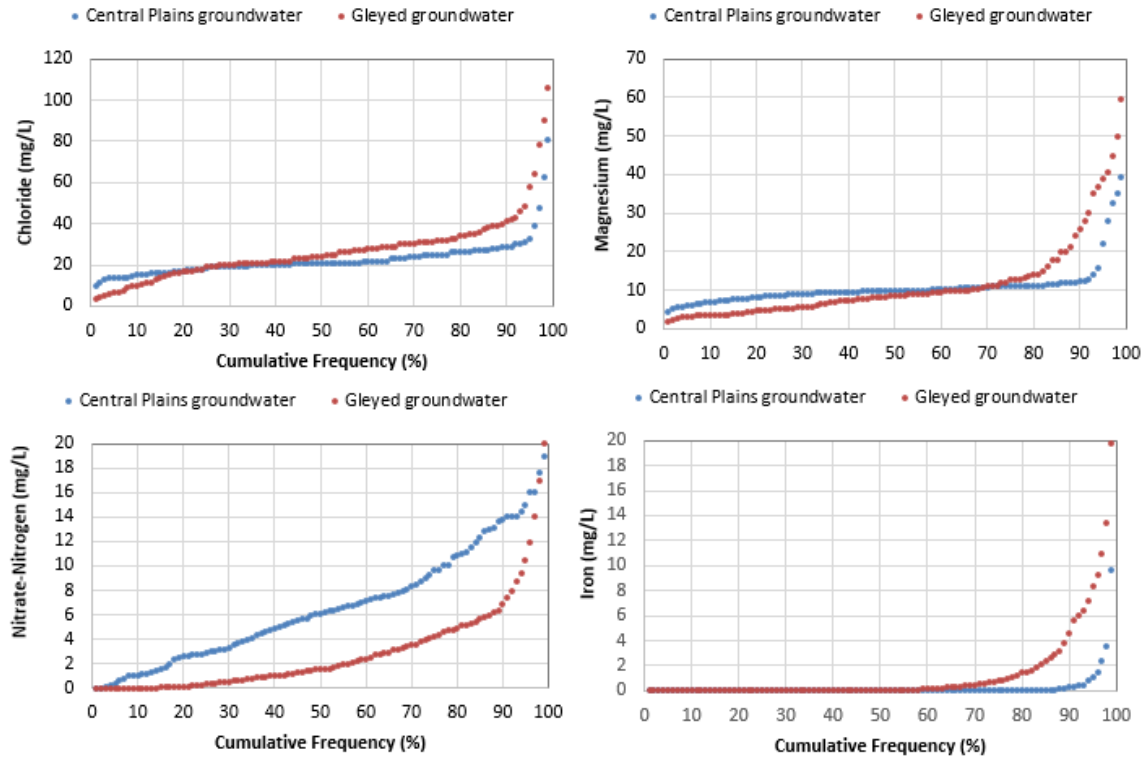 Central Plains groundwater Gleyed groundwater
Chloride (mg/L)
120
100
80
60
40
20
0
0 10 20 30 40 50 60 70 80 90 100
Cumulative Frequency (%)
Central Plains groundwater Gleyed groundwater
Magnesium (mg/L)
70
60
50
40
30
20
10
0
0 10 20 30 40 50 60 70 80 90 100
Cumulative Frequency (%)
Central Plains groundwater Gleyed groundwater
Nitrate-Nitrogen (mg/L)
20
18
16
14
12
10
8
6
4
2
0
0 10 20 30 40 50 60 70 80 90 100
Cumulative Frequency (%)
Central Plains groundwater Gleyed groundwater
Iron (mg/L)
20
18
16
14
12
10
8
6
4
2
0
0 10 20 30 40 50 60 70 80 90 100
Cumulative Frequency (%)